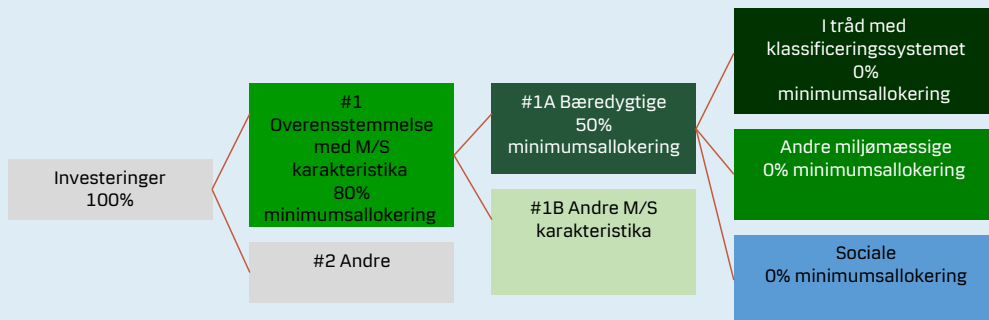 Investeringer
100%
#1
Overensstemmelse
med M/S
karakteristika
80%
minimumsallokering
#2 Andre
#1A Bæredygtige
50%
minimumsallokering
#1B Andre M/S
karakteristika
I tråd med
klassificeringssystemet
0%
minimumsallokering
Andre miljømæssige
0% minimumsallokering
Sociale
0% minimumsallokering